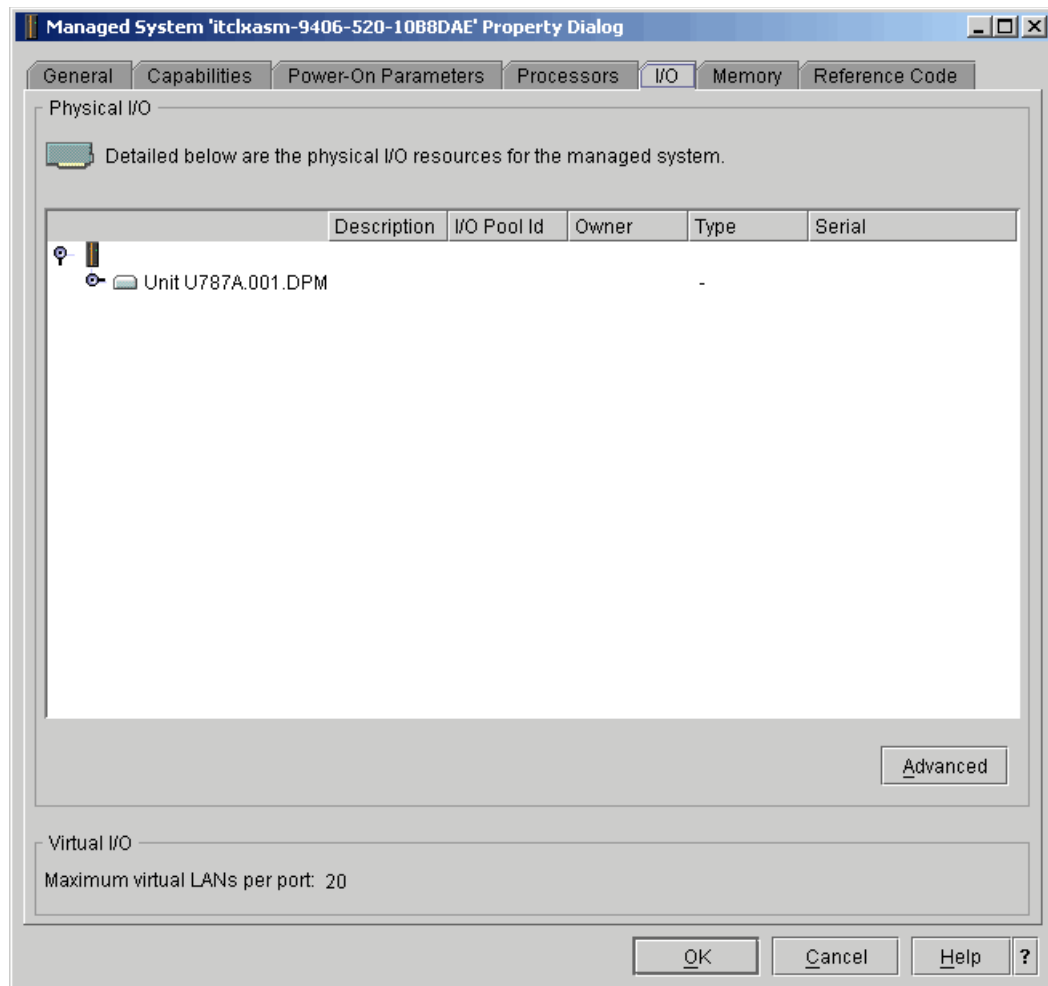 Managed System 'itclxasm-9406-520-10B8DAE' Property Dialog
General Capabilities Power-On Parameters Processors I/O Memory Reference Code
Physical I/O
Detailed below are the physical I/O resources for the managed system.
Description I/O Pool Id Owner Type Serial
Unit U787A.001.DPM -
Advanced
Virtual I/O
Maximum virtual LANs per port: 20
OK Cancel Help ?